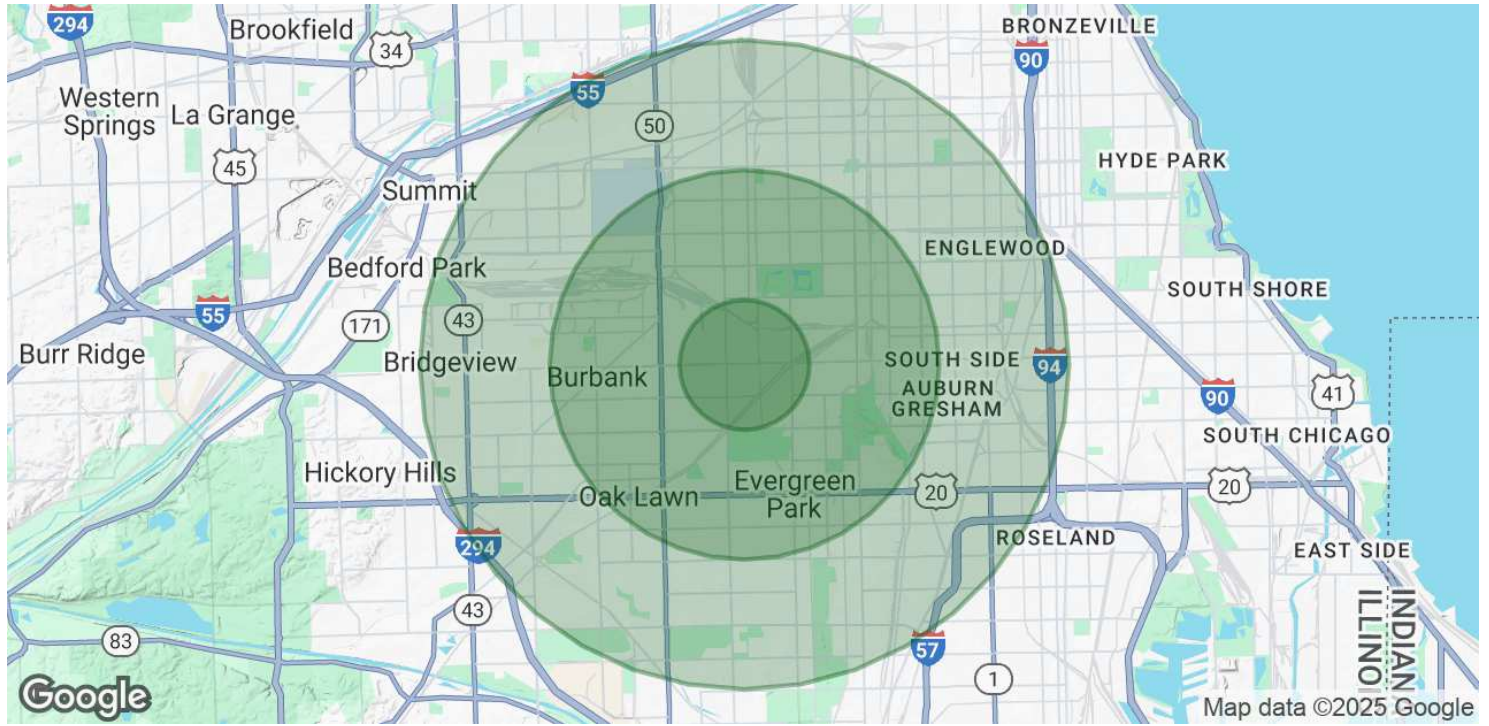 294
Brookfield
34
BRONZEVILLE
90
55
Western
Springs
La Grange
50
45
HYDE PARK
Summit
ENGLEWOOD
Bedford Park
SOUTH SHORE
55
171
43
Burr Ridge
Bridgeview
Burbank
SOUTH SIDE
94
AUBURN
GRESHAM
90
41
SOUTH CHICAGO
Hickory Hills
Oak Lawn
Evergreen
Park
20
20
294
ROSELAND
EAST SIDE
43
83
57
1
INDIAN
ILLINOI
Google
Map data ©2025 Google